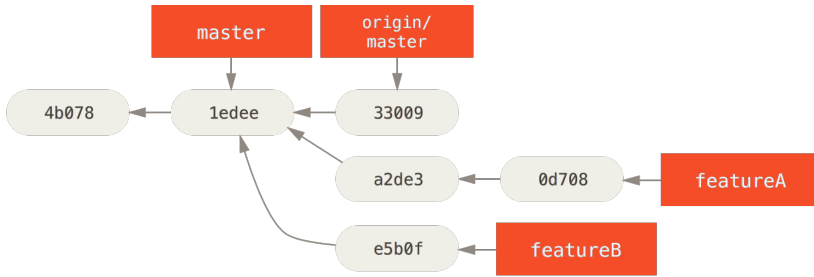 master
origin/
master
4b078
1edee
33009
a2de3
0d708
featureA
e5b0f
featureB